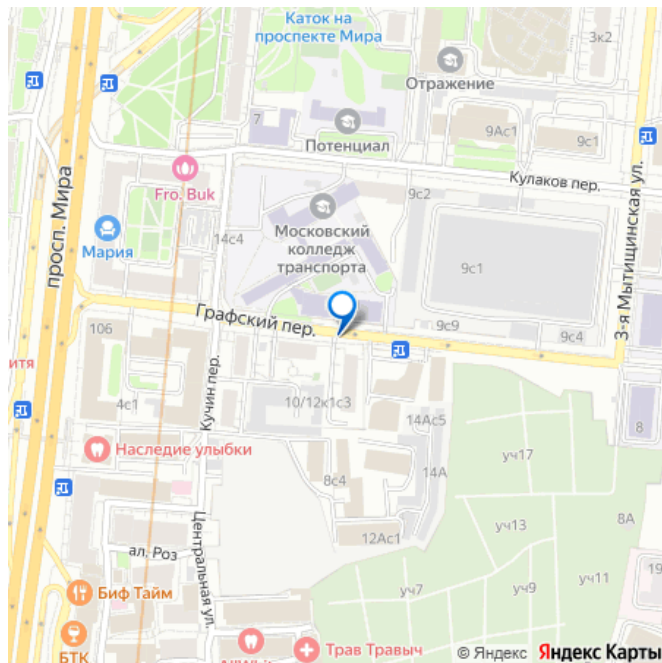 Каток на
проспекте Мира
3к2
Отражение
7
Потенциал
9Ас1
9с1
Кулаков пер.
просп. Мира
Fro. Buk
9с2
3-я Мытищинская ул.
Мария
14с4
Московский
колледж
транспорта
9с1
Графский пер.
106
9с9
9с4
итя
Кучин пер.
4с1
10/12к1с3
14Ас5
8
Наследие улыбки
14А
уч17
8с4
8А
12Ас1
уч13
Центральная ул.
ал. Роз
19
Биф Тайм
уч7
уч9
уч11
БТК
Трав Травыч
© Яндекс Яндекс Карты